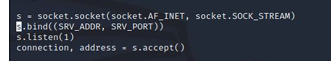 s = socket.socket(socket.AF_INET, socket.SOCK_STREAM)
s.bind((SRV_ADDR, SRV_PORT))
s.listen(1)
connection, address = s.accept()